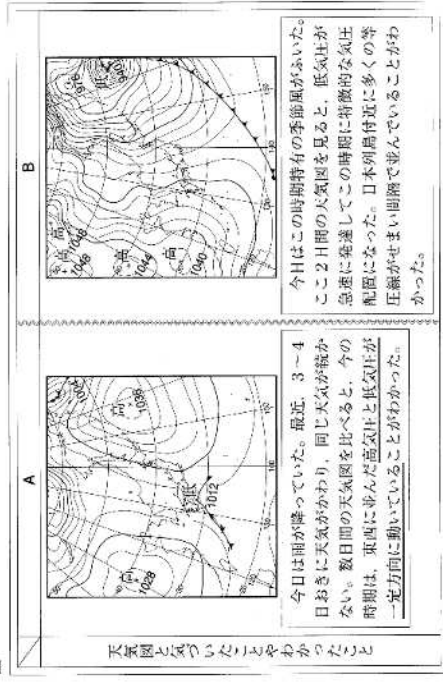 天気図と気づいたことやわかったこと
A
高
1028
高
1036
低
1012
今日は雨が降っていた。最近，3～4
日おきに天気がかわり，同じ天気が続か
ない。数日間の天気図を比べると，今の
時期は，東西に並んだ高気圧と低気圧が
一定方向に動いていることがわかった。
B
高
1048
高
1048
高
1044
高
1040
976
低
940
今日はこの時期特有の季節風がふいた。
ここ2日間の天気図を見ると，低気圧が
急速に発達してこの時期に特徴的な気圧
配置になった。日本列島付近に多くの等
圧線がせまい間隔で並んでいることがわ
かった。